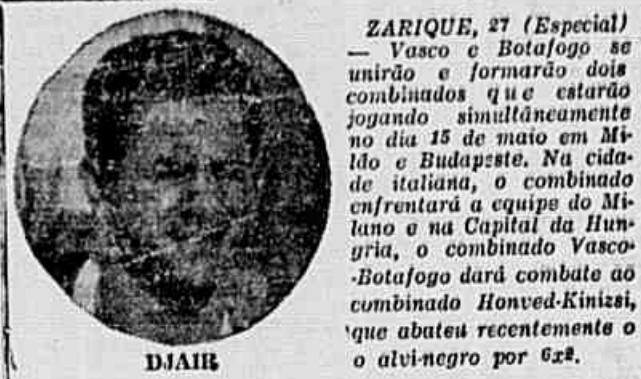 ZARIQUE, 27 (Especial)
— Vasco e Botafogo se
unirão e formarão dois
combinados que estarão
jogando simultâneamente
no dia 15 de maio em Mi-
lão e Budapeste. Na cida-
de italiana, o combinado
enfrentará a equipe do Mi-
lano e na Capital da Hun-
gria, o combinado Vasco-
-Botafogo dará combate ao
combinado Honved-Kinizsi,
que abateu recentemente o
o alvi-negro por 6x2.
DJAIR